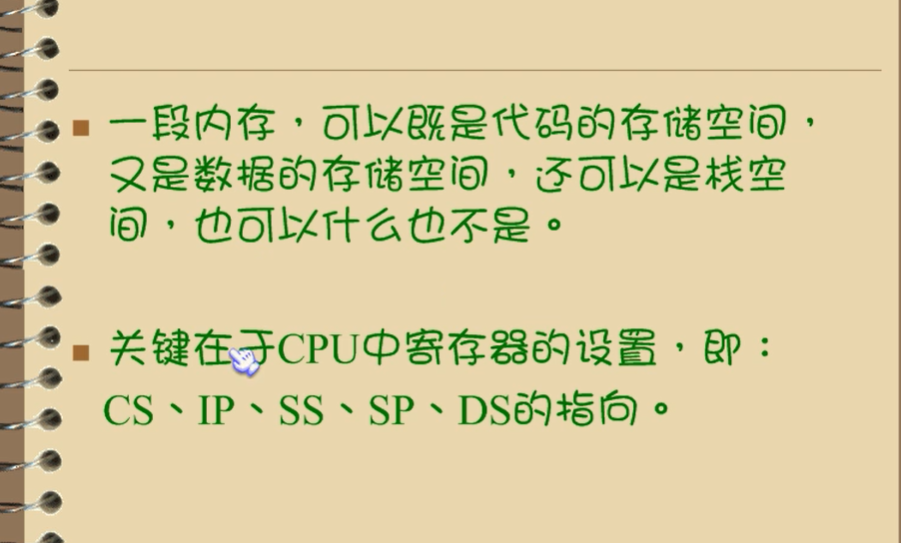 一段内存，可以既是代码的存储空间，
又是数据的存储空间，还可以是栈空
间，也可以什么也不是。
关键在于CPU中寄存器的设置，即：
CS、IP、SS、SP、DS的指向。